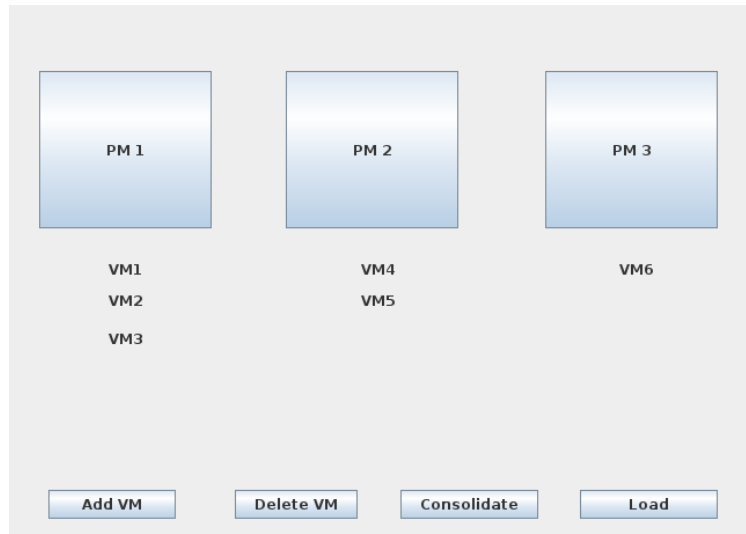 PM 1 PM 2 PM 3
VM1 VM4 VM6
VM2 VM5
VM3
Add VM Delete VM Consolidate Load